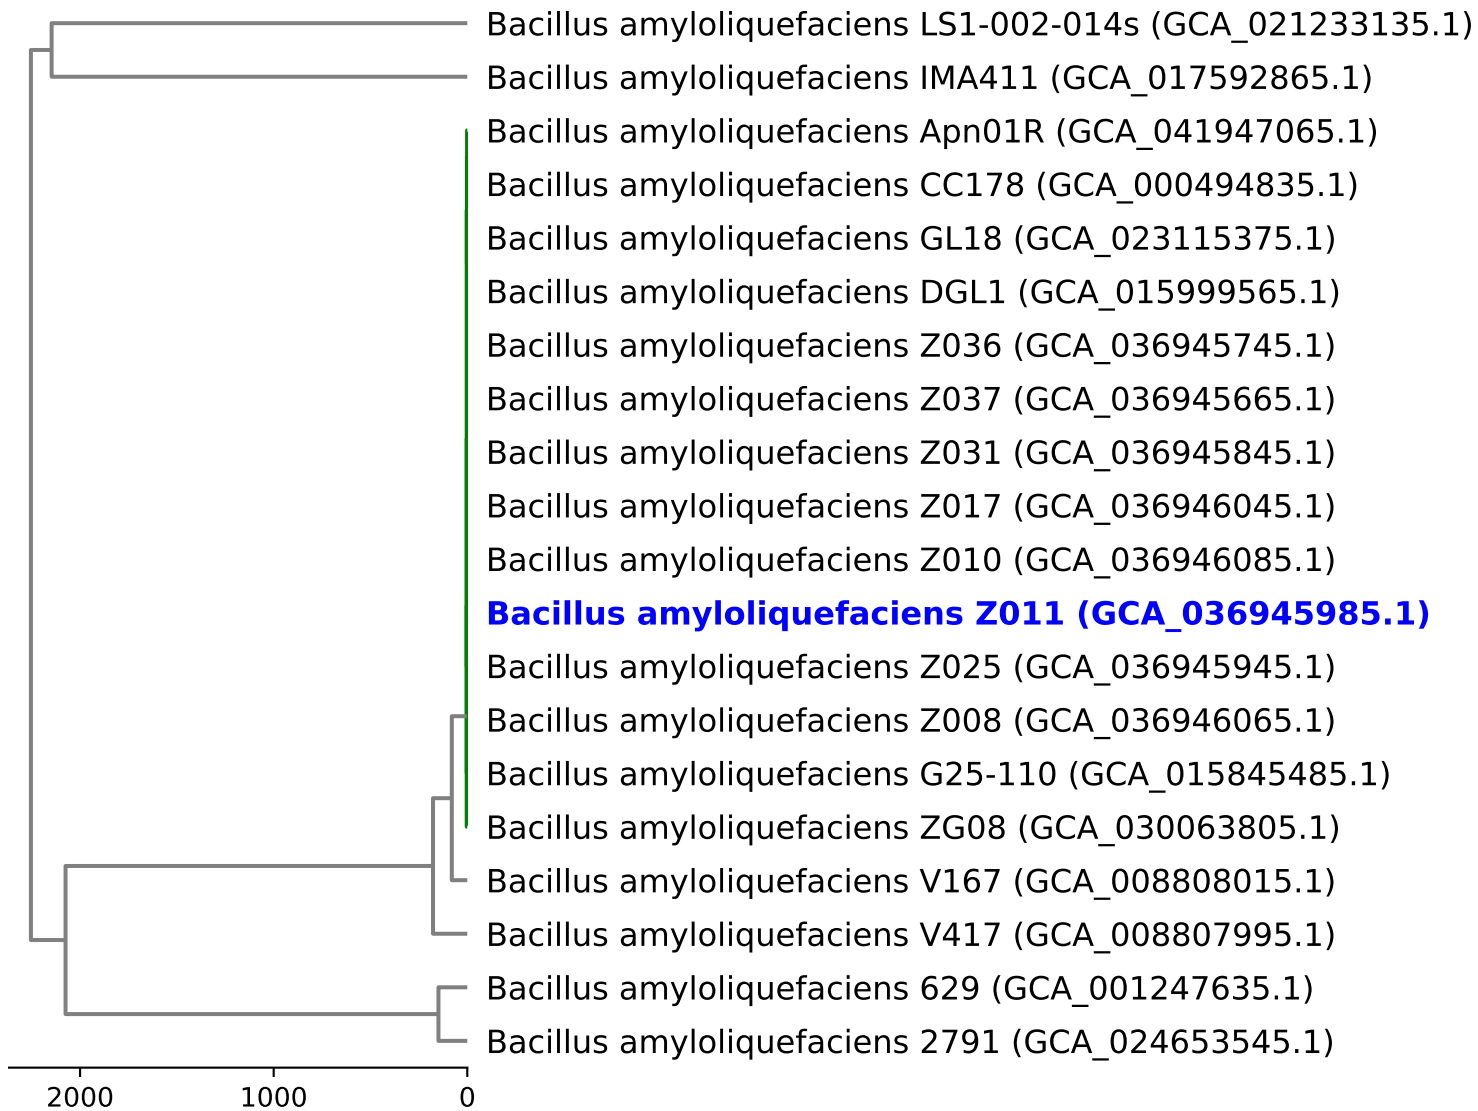 Bacillus amyloliquefaciens LS1-002-014s (GCA_021233135.1)
Bacillus amyloliquefaciens IMA411 (GCA_017592865.1)
Bacillus amyloliquefaciens Apn01R (GCA_041947065.1)
Bacillus amyloliquefaciens CC178 (GCA_000494835.1)
Bacillus amyloliquefaciens GL18 (GCA_023115375.1)
Bacillus amyloliquefaciens DGL1 (GCA_015999565.1)
Bacillus amyloliquefaciens Z036 (GCA_036945745.1)
Bacillus amyloliquefaciens Z037 (GCA_036945665.1)
Bacillus amyloliquefaciens Z031 (GCA_036945845.1)
Bacillus amyloliquefaciens Z017 (GCA_036946045.1)
Bacillus amyloliquefaciens Z010 (GCA_036946085.1)
Bacillus amyloliquefaciens Z011 (GCA_036945985.1)
Bacillus amyloliquefaciens Z025 (GCA_036945945.1)
Bacillus amyloliquefaciens Z008 (GCA_036946065.1)
Bacillus amyloliquefaciens G25-110 (GCA_015845485.1)
Bacillus amyloliquefaciens ZG08 (GCA_030063805.1)
Bacillus amyloliquefaciens V167 (GCA_008808015.1)
Bacillus amyloliquefaciens V417 (GCA_008807995.1)
Bacillus amyloliquefaciens 629 (GCA_001247635.1)
Bacillus amyloliquefaciens 2791 (GCA_024653545.1)
2000 1000 0